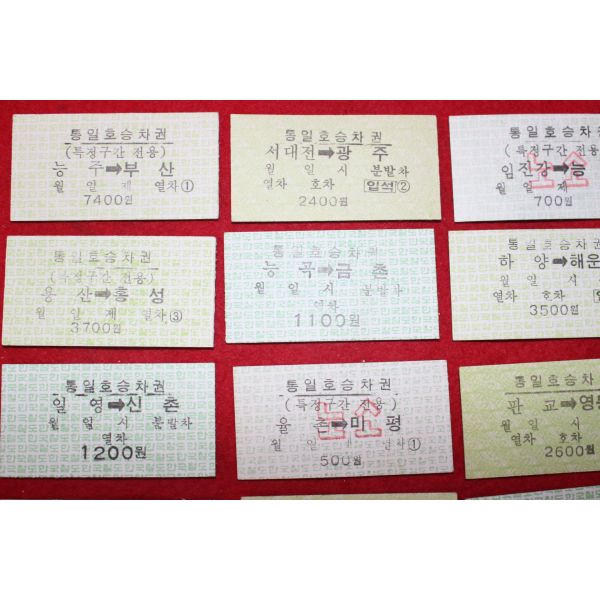 통일호승차권
(특정구간 전용)
능 주➡부 산
월 일 제 열차①
7400원
통일호승차권
서대전➡광 주
월 일 시 분발차
열차 호차 입석②
2400원
통일호승차
(특정구간 전
임진강➡능
월 일 제
700원
통일호승차권
(특정구간 전용)
용 산➡홍 성
월 일 제 열차③
3700원
통일호승차권
능 곡➡금 촌
월 일 시 분발차
열차
1100원
통일호승차
하 양➡해운
월 일 시
열차 호차
3500원
통일호승차권
일 영➡신 촌
월 일 시 분발차
열차
1200원
통일호승차권
(특정구간 전용)
율 촌➡미 평
노소
월 일 열차①
500원
통일호승차
판 교➡영등
월 일 시
열차 호차
2600원